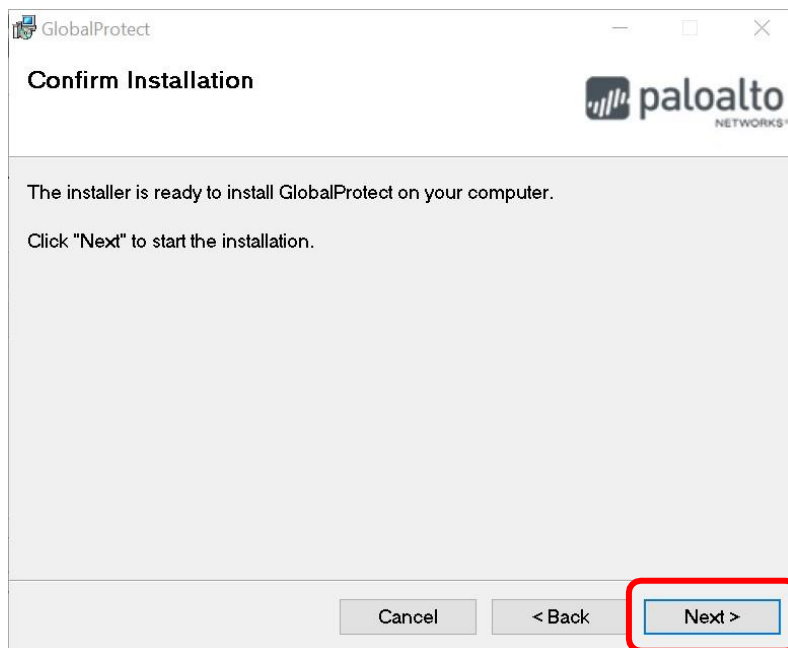 GlobalProtect
Confirm Installation
paloalto
NETWORKS®
The installer is ready to install GlobalProtect on your computer.
Click "Next" to start the installation.
Cancel
< Back
Next >